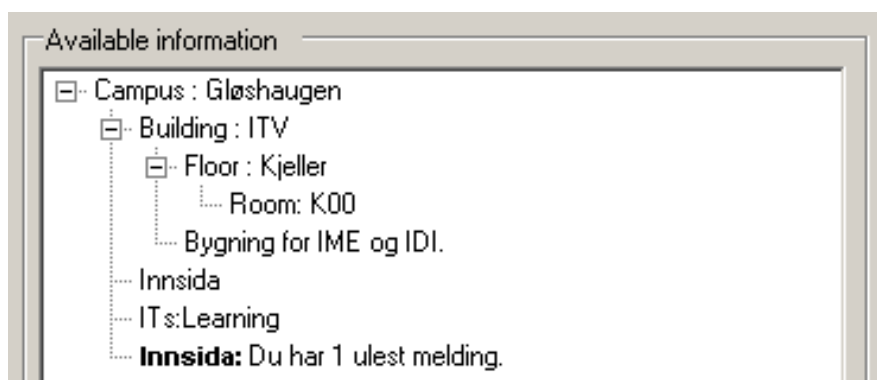 Available information
Campus : Gløshaugen
Building : ITV
Floor : Kjeller
Room: K00
Bygning for IME og IDI.
Innsida
ITs:Learning
Innsida: Du har 1 ulest melding.